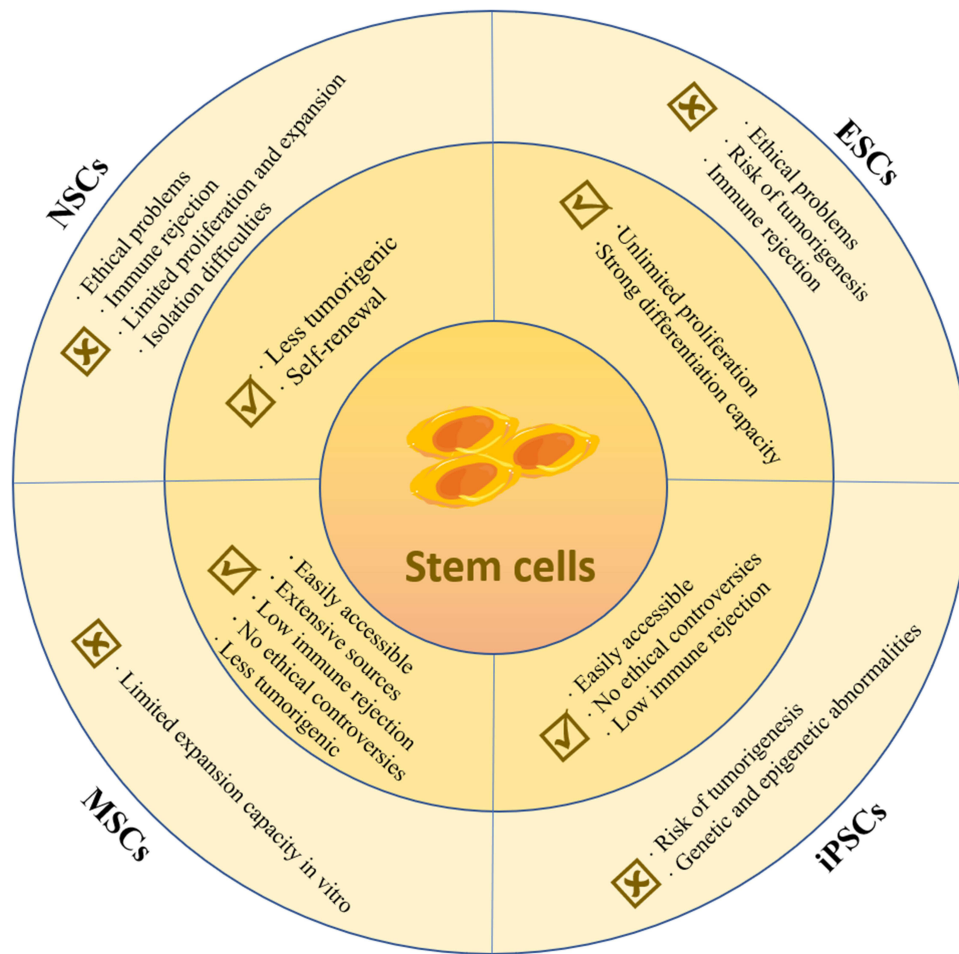 NSCs
· Ethical problems
· Immune rejection
· Limited proliferation and expansion
· Isolation difficulties
· Less tumorigenic
· Self-renewal
ESCs
· Ethical problems
· Risk of tumorigenesis
· Immune rejection
·Unlimited proliferation
·Strong differentiation capacity
Stem cells
MSCs
· Easily accessible
· Extensive sources
· Low immune rejection
· No ethical controversies
· Less tumorigenic
· Limited expansion capacity in vitro
iPSCs
· Easily accessible
· No ethical controversies
· Low immune rejection
· Risk of tumorigenesis
· Genetic and epigenetic abnormalities